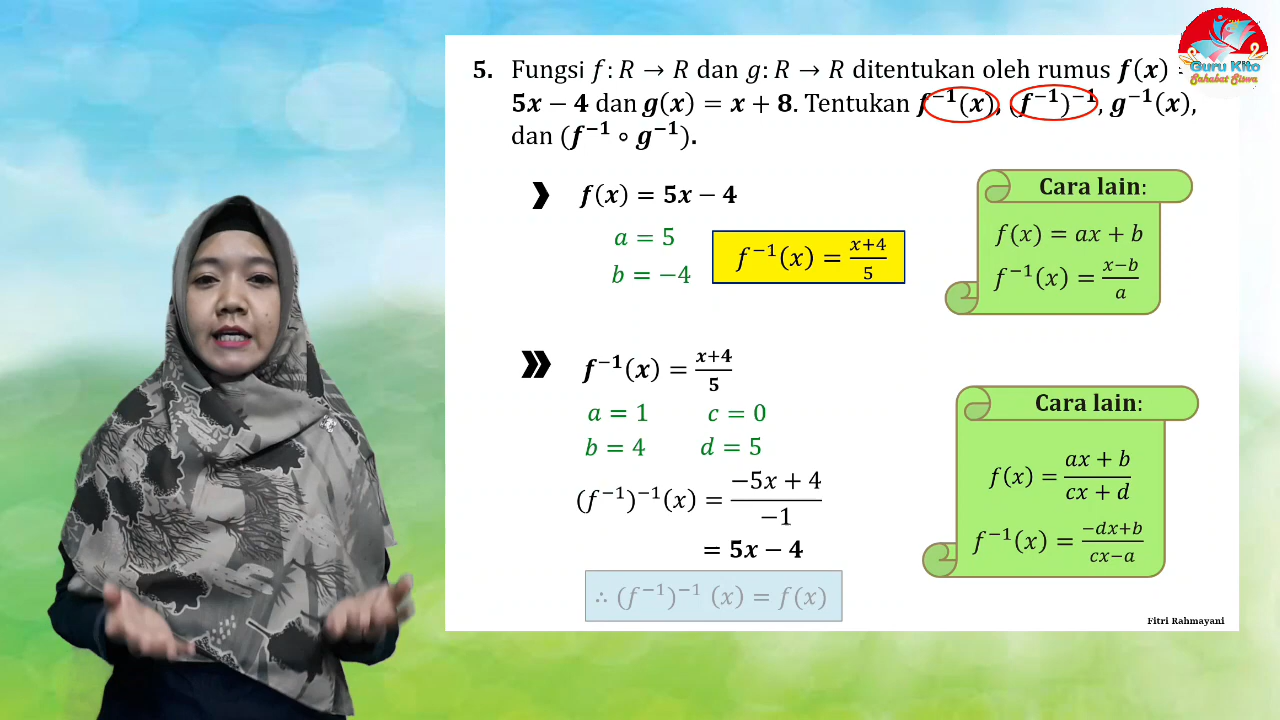 Guru Kito
Sahabat Siswa
5. Fungsi f: R → R dan g: R → R ditentukan oleh rumus f(x) =
5x − 4 dan g(x) = x + 8. Tentukan f⁻¹(x), (f⁻¹)⁻¹, g⁻¹(x),
dan (f⁻¹ ∘ g⁻¹).
f(x) = 5x − 4
a = 5
b = −4
f⁻¹(x) = (x+4)/5
Cara lain:
f(x) = ax + b
f⁻¹(x) = (x−b)/a
f⁻¹(x) = (x+4)/5
a = 1 c = 0
b = 4 d = 5
(f⁻¹)⁻¹(x) = (−5x + 4)/(−1)
= 5x − 4
∴ (f⁻¹)⁻¹ (x) = f(x)
Cara lain:
f(x) = (ax + b)/(cx + d)
f⁻¹(x) = (−dx+b)/(cx−a)
Fitri Rahmayani